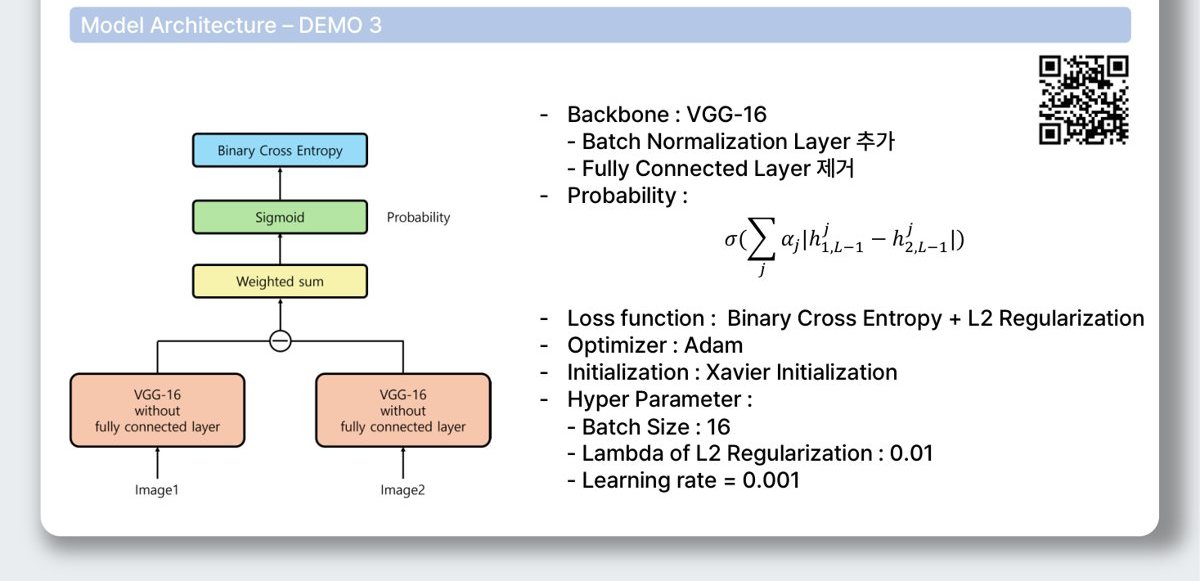 Model Architecture – DEMO 3
Binary Cross Entropy
Sigmoid
Probability
Weighted sum
VGG-16
without
fully connected layer
VGG-16
without
fully connected layer
Image1
Image2
- Backbone : VGG-16
- Batch Normalization Layer 추가
- Fully Connected Layer 제거
- Probability :
σ(∑_j α_j|h^j_{1,L−1} − h^j_{2,L−1}|)
- Loss function : Binary Cross Entropy + L2 Regularization
- Optimizer : Adam
- Initialization : Xavier Initialization
- Hyper Parameter :
- Batch Size : 16
- Lambda of L2 Regularization : 0.01
- Learning rate = 0.001